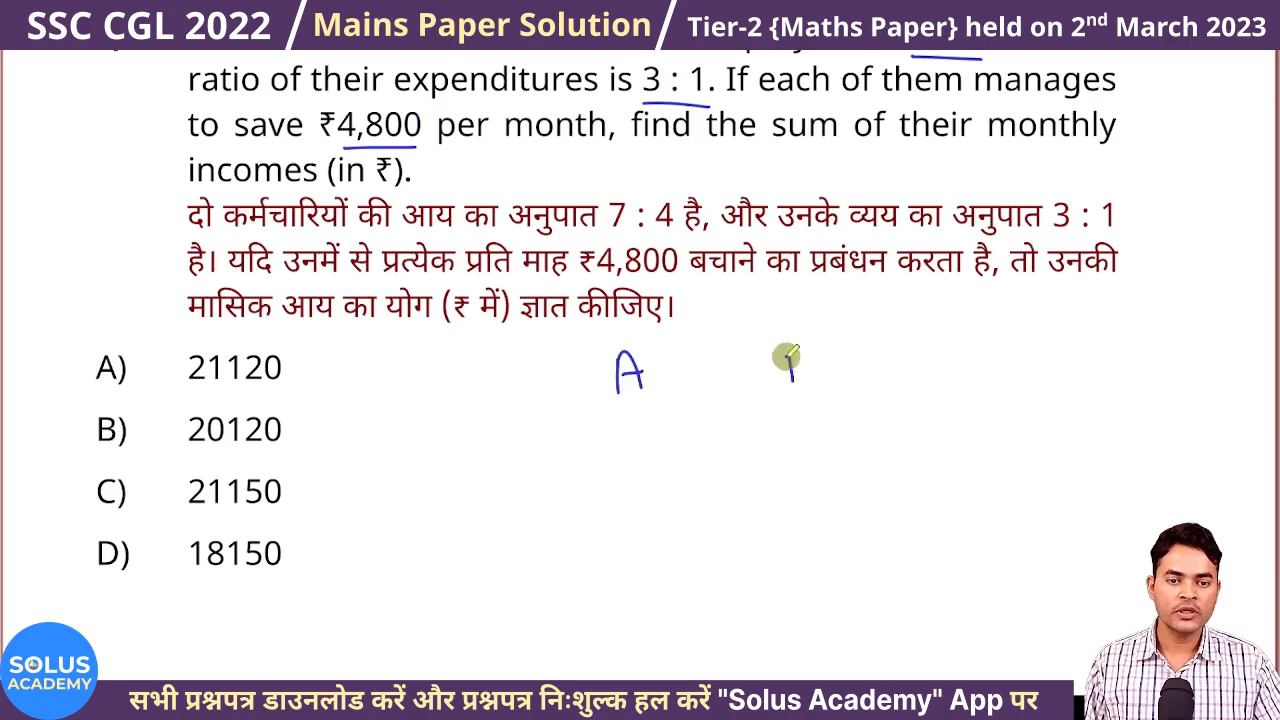 SSC CGL 2022 Mains Paper Solution Tier-2 {Maths Paper} held on 2nd March 2023
ratio of their expenditures is 3 : 1. If each of them manages
to save ₹4,800 per month, find the sum of their monthly
incomes (in ₹).
दो कर्मचारियों की आय का अनुपात 7 : 4 है, और उनके व्यय का अनुपात 3 : 1
है। यदि उनमें से प्रत्येक प्रति माह ₹4,800 बचाने का प्रबंधन करता है, तो उनकी
मासिक आय का योग (₹ में) ज्ञात कीजिए।
A) 21120
A
B) 20120
C) 21150
D) 18150
SOLUS
ACADEMY
सभी प्रश्नपत्र डाउनलोड करें और प्रश्नपत्र निःशुल्क हल करें "Solus Academy" App पर